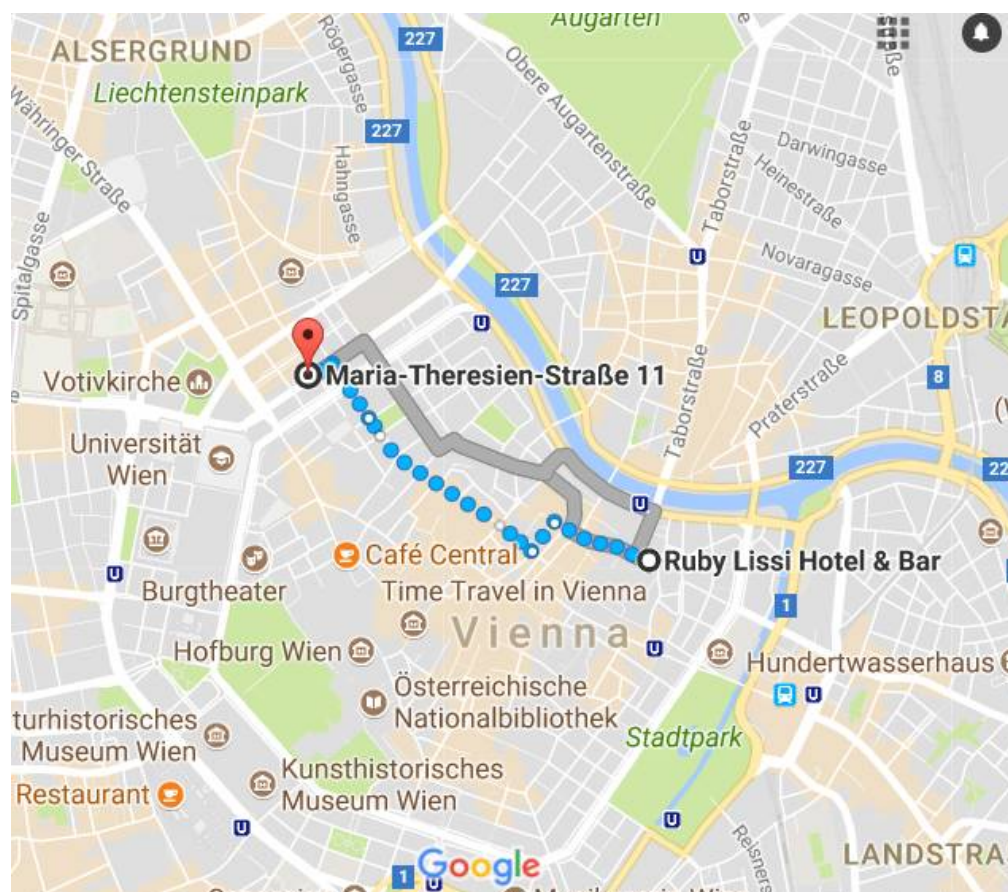 Augarten
227
ALSERGRUND
Rögergasse
Liechtensteinpark
Obere Augartenstraße
Währinger Straße
227
Hahngasse
Taborstraße
Darwingasse
Heinestraße
Spitalgasse
U
Novaragasse
227
U
LEOPOLDSTA
Maria-Theresien-Straße 11
Votivkirche
Taborstraße
Praterstraße
8
Universität
Wien
227
22
U
Café Central
Ruby Lissi Hotel & Bar
U
Burgtheater
Time Travel in Vienna
1
Vienna
Hofburg Wien
U
Hundertwasserhaus
Österreichische
Nationalbibliothek
U
turhistorisches
Museum Wien
Stadtpark
Kunsthistorisches
Museum Wien
Restaurant
U
U
Reisners
LANDSTRA
1
U
Google